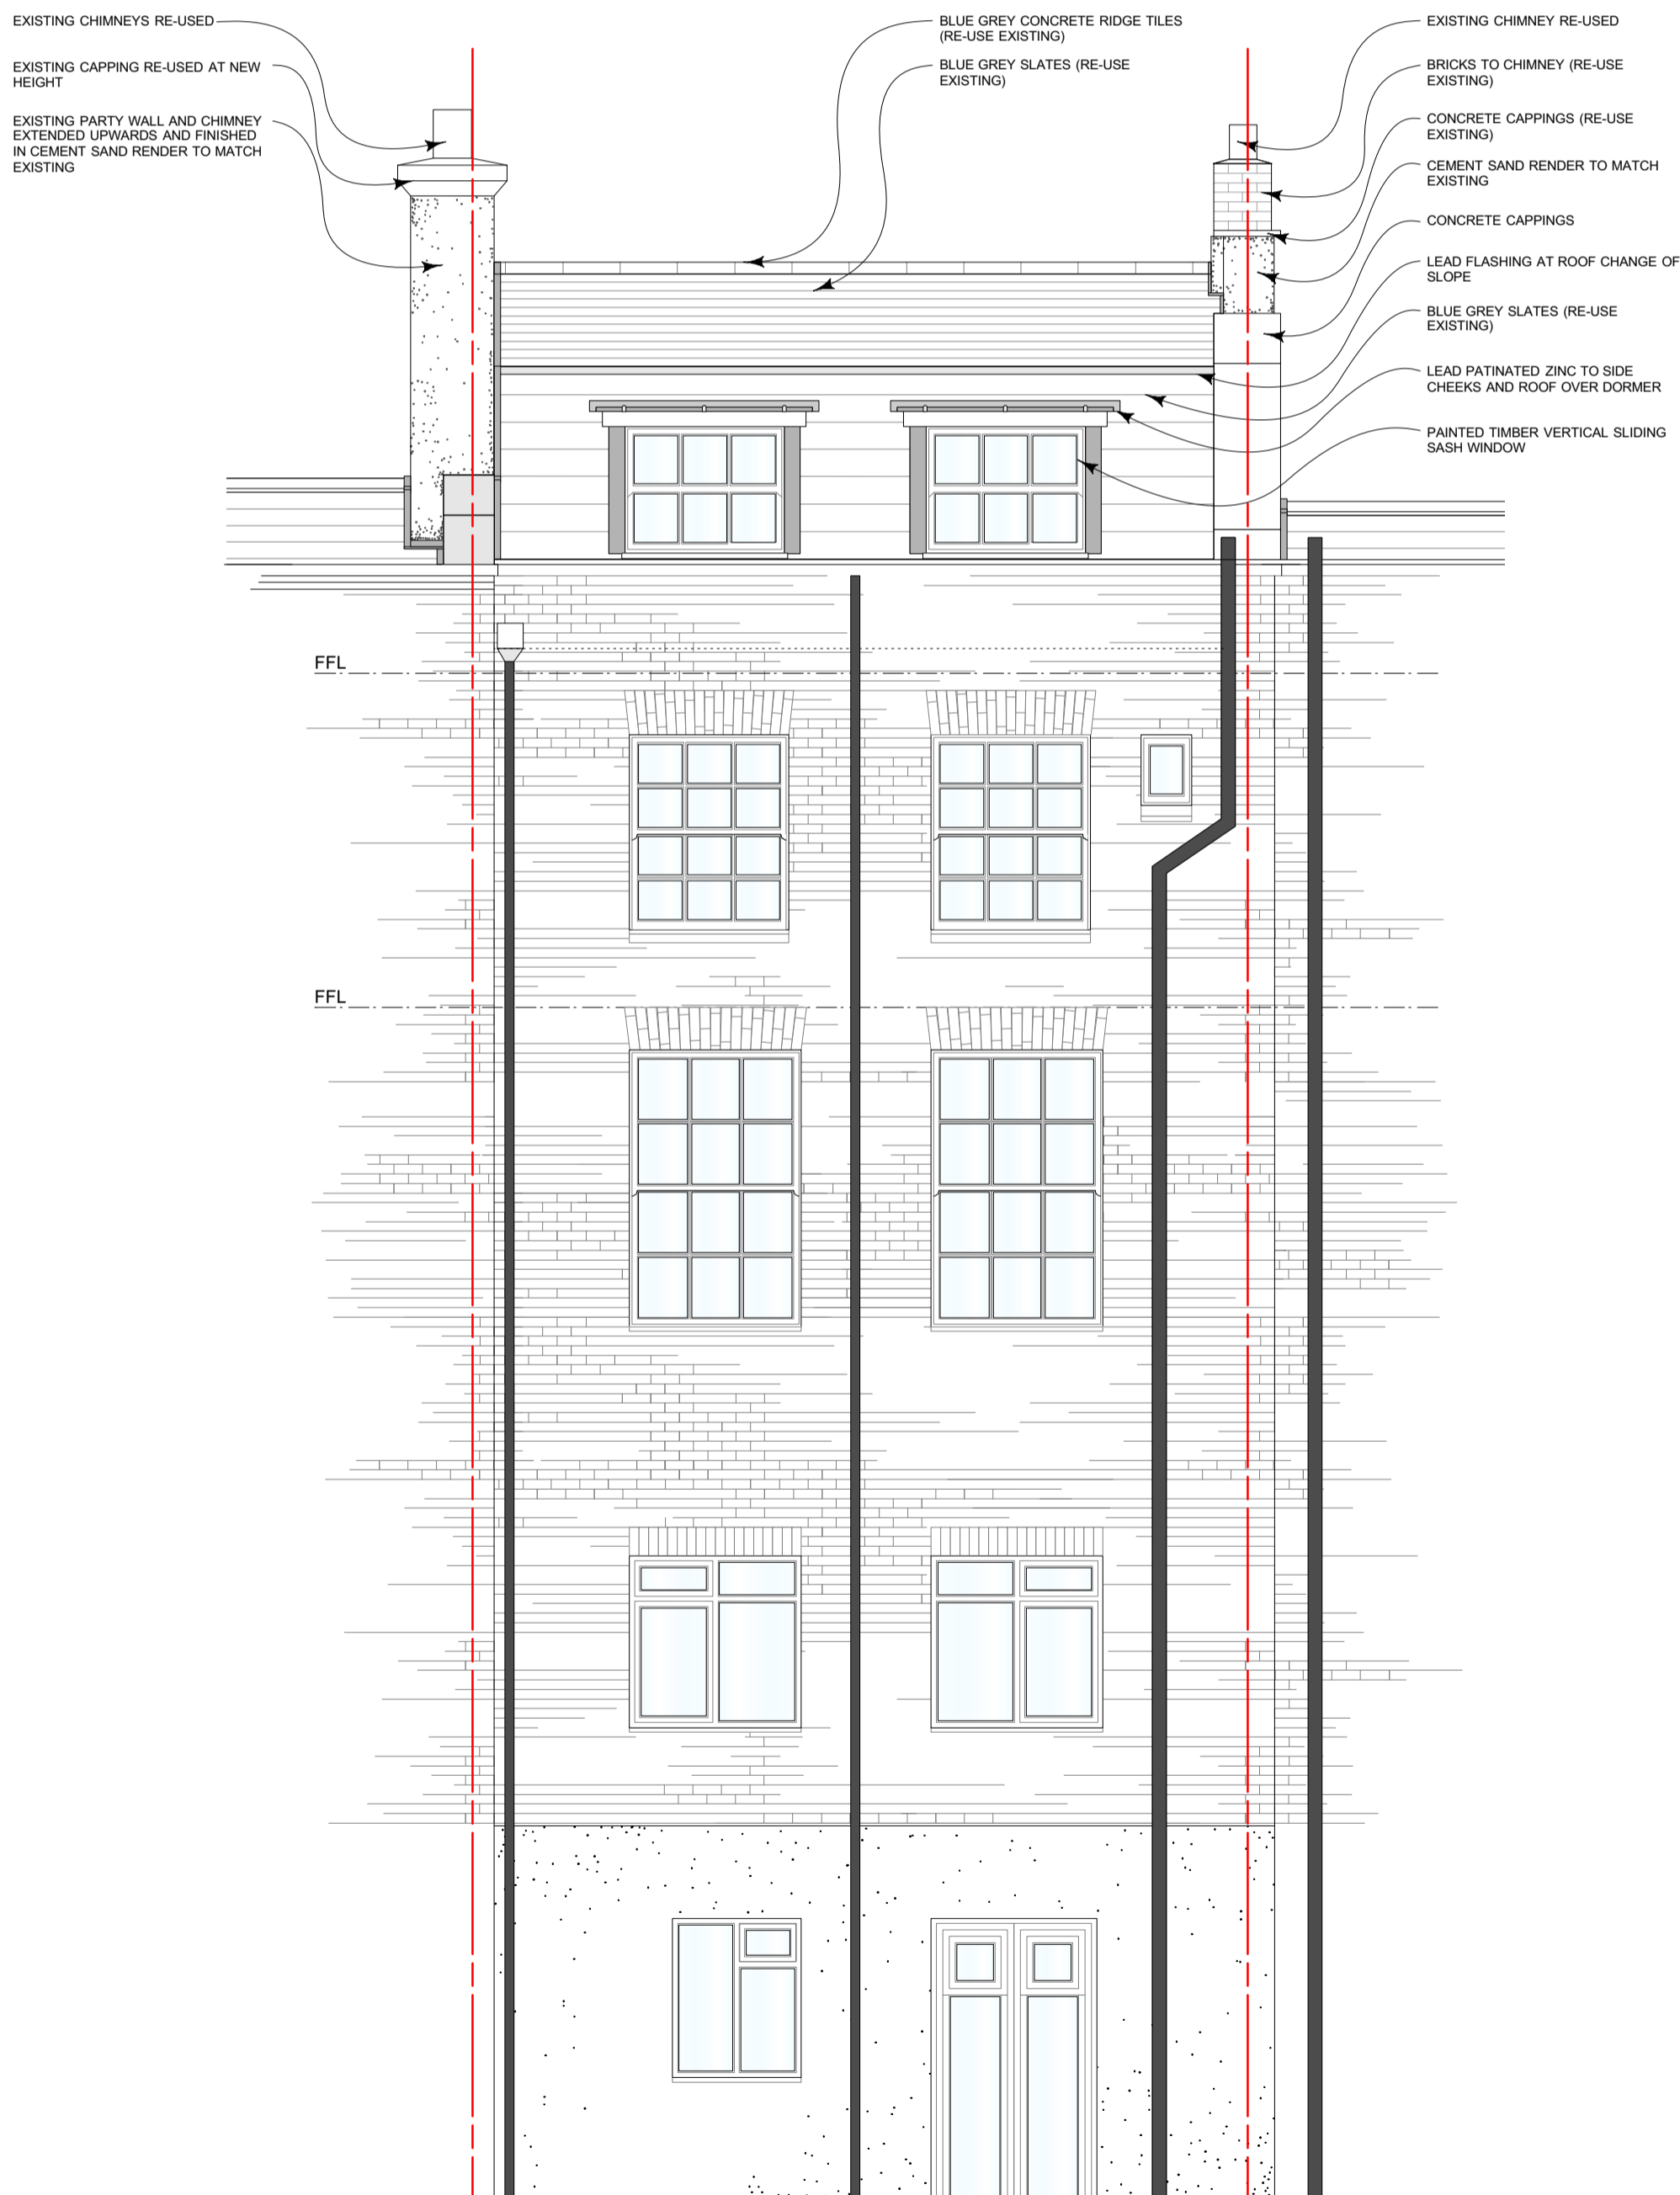 EXISTING CHIMNEYS RE-USED
EXISTING CAPPING RE-USED AT NEW
HEIGHT
EXISTING PARTY WALL AND CHIMNEY
EXTENDED UPWARDS AND FINISHED
IN CEMENT SAND RENDER TO MATCH
EXISTING
BLUE GREY CONCRETE RIDGE TILES
(RE-USE EXISTING)
BLUE GREY SLATES (RE-USE
EXISTING)
EXISTING CHIMNEY RE-USED
BRICKS TO CHIMNEY (RE-USE
EXISTING)
CONCRETE CAPPINGS (RE-USE
EXISTING)
CEMENT SAND RENDER TO MATCH
EXISTING
CONCRETE CAPPINGS
LEAD FLASHING AT ROOF CHANGE OF
SLOPE
BLUE GREY SLATES (RE-USE
EXISTING)
LEAD PATINATED ZINC TO SIDE
CHEEKS AND ROOF OVER DORMER
PAINTED TIMBER VERTICAL SLIDING
SASH WINDOW
FFL
FFL